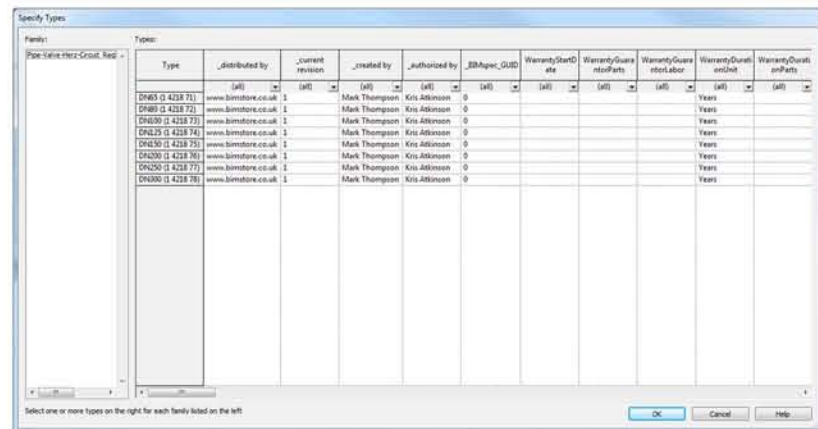 Specify Types
Family: Types:
Pipe-Valve-Herz-Circuit_Reg
Type _distributed by _current revision _created by _authorized by _BIMspec_GUID WarrantyStartDate WarrantyGuarantorParts WarrantyGuarantorLabor WarrantyDurationUnit WarrantyDurationParts
(all) (all) (all) (all) (all) (all) (all) (all) (all) (all)
DN65 (1 4218 71) www.bimstore.co.uk 1 Mark Thompson Kris Atkinson 0 Years
DN80 (1 4218 72) www.bimstore.co.uk 1 Mark Thompson Kris Atkinson 0 Years
DN100 (1 4218 73) www.bimstore.co.uk 1 Mark Thompson Kris Atkinson 0 Years
DN125 (1 4218 74) www.bimstore.co.uk 1 Mark Thompson Kris Atkinson 0 Years
DN150 (1 4218 75) www.bimstore.co.uk 1 Mark Thompson Kris Atkinson 0 Years
DN200 (1 4218 76) www.bimstore.co.uk 1 Mark Thompson Kris Atkinson 0 Years
DN250 (1 4218 77) www.bimstore.co.uk 1 Mark Thompson Kris Atkinson 0 Years
DN300 (1 4218 78) www.bimstore.co.uk 1 Mark Thompson Kris Atkinson 0 Years
Select one or more types on the right for each family listed on the left
OK Cancel Help